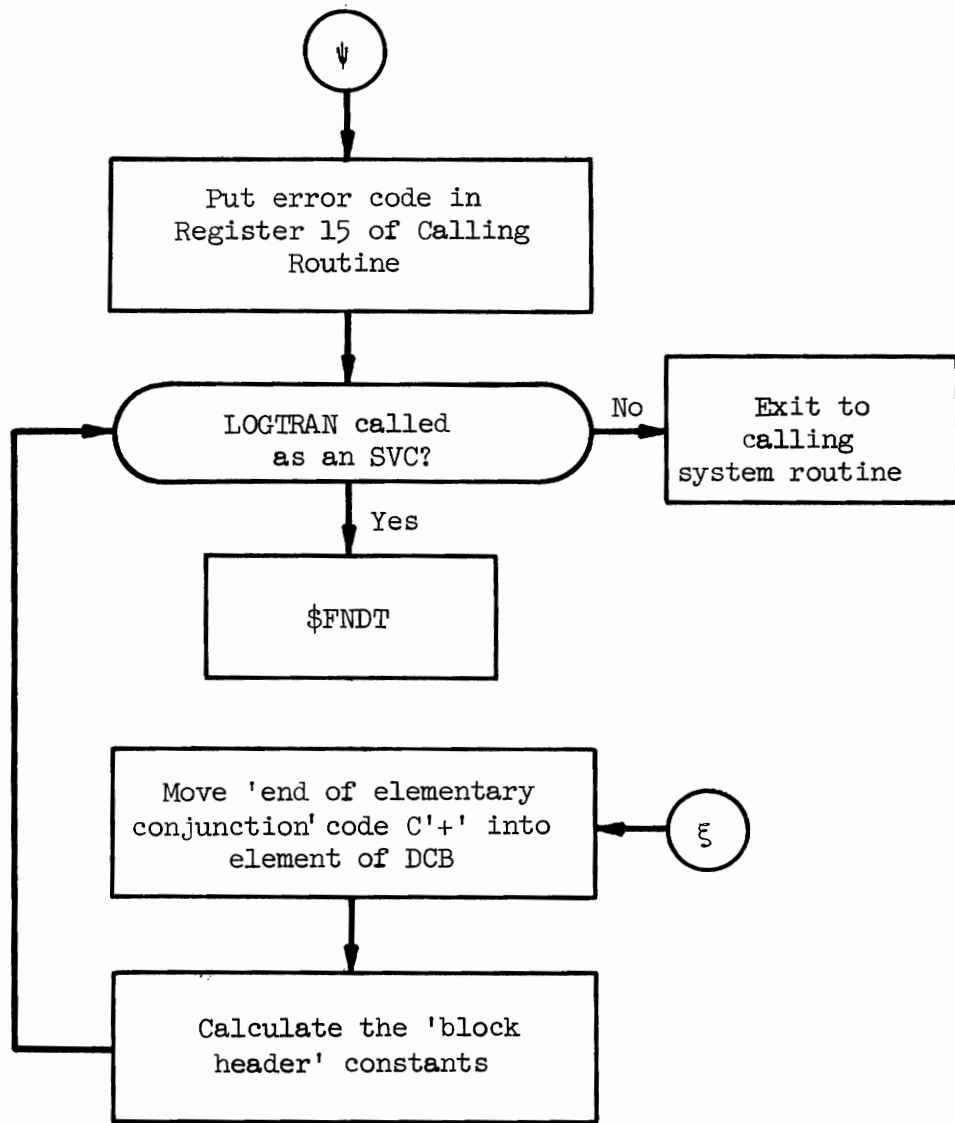 ψ
Put error code in
Register 15 of Calling
Routine
LOGTRAN called
as an SVC?
No
Exit to
calling
system routine
Yes
$FNDT
Move 'end of elementary
conjunction' code C'+' into
element of DCB
ξ
Calculate the 'block
header' constants